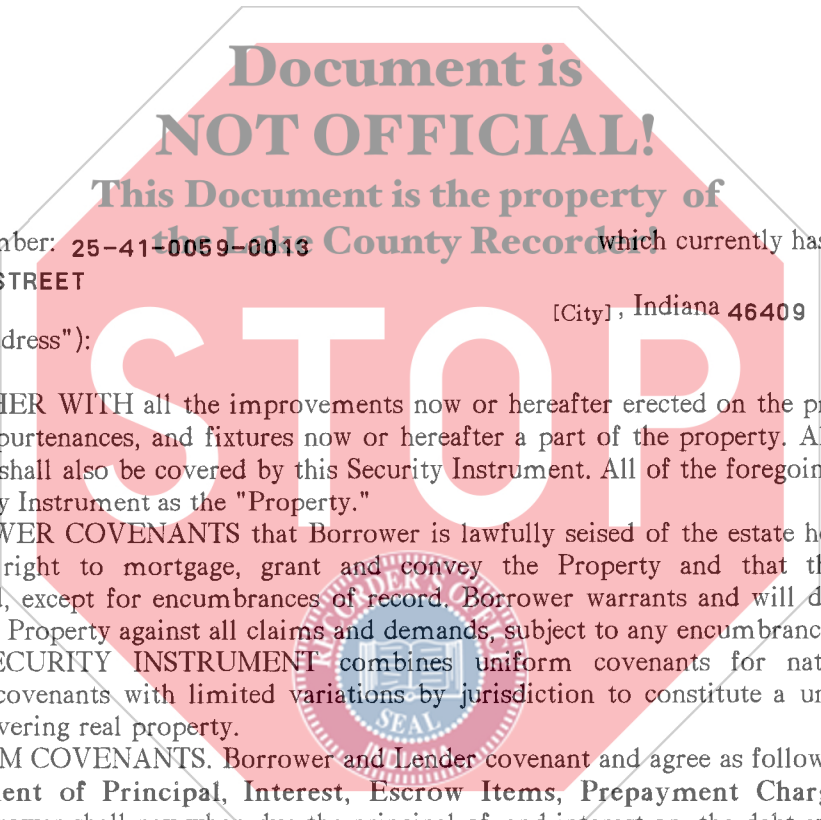 Document is
NOT OFFICIAL!
This Document is the property of
the Lake County Recorder!
nber: 25-41-0059-0013 which currently has
STREET
[City], Indiana 46409
dress"):
HER WITH all the improvements now or hereafter erected on the pr
purtenances, and fixtures now or hereafter a part of the property. Al
shall also be covered by this Security Instrument. All of the foregoin
y Instrument as the "Property."
WER COVENANTS that Borrower is lawfully seised of the estate he
right to mortgage, grant and convey the Property and that th
, except for encumbrances of record. Borrower warrants and will d
Property against all claims and demands, subject to any encumbranc
ECURITY INSTRUMENT combines uniform covenants for nat
covenants with limited variations by jurisdiction to constitute a un
vering real property.
M COVENANTS. Borrower and Lender covenant and agree as follow
ent of Principal, Interest, Escrow Items, Prepayment Charg
STOP
RECORDER'S OFFICE
SEAL